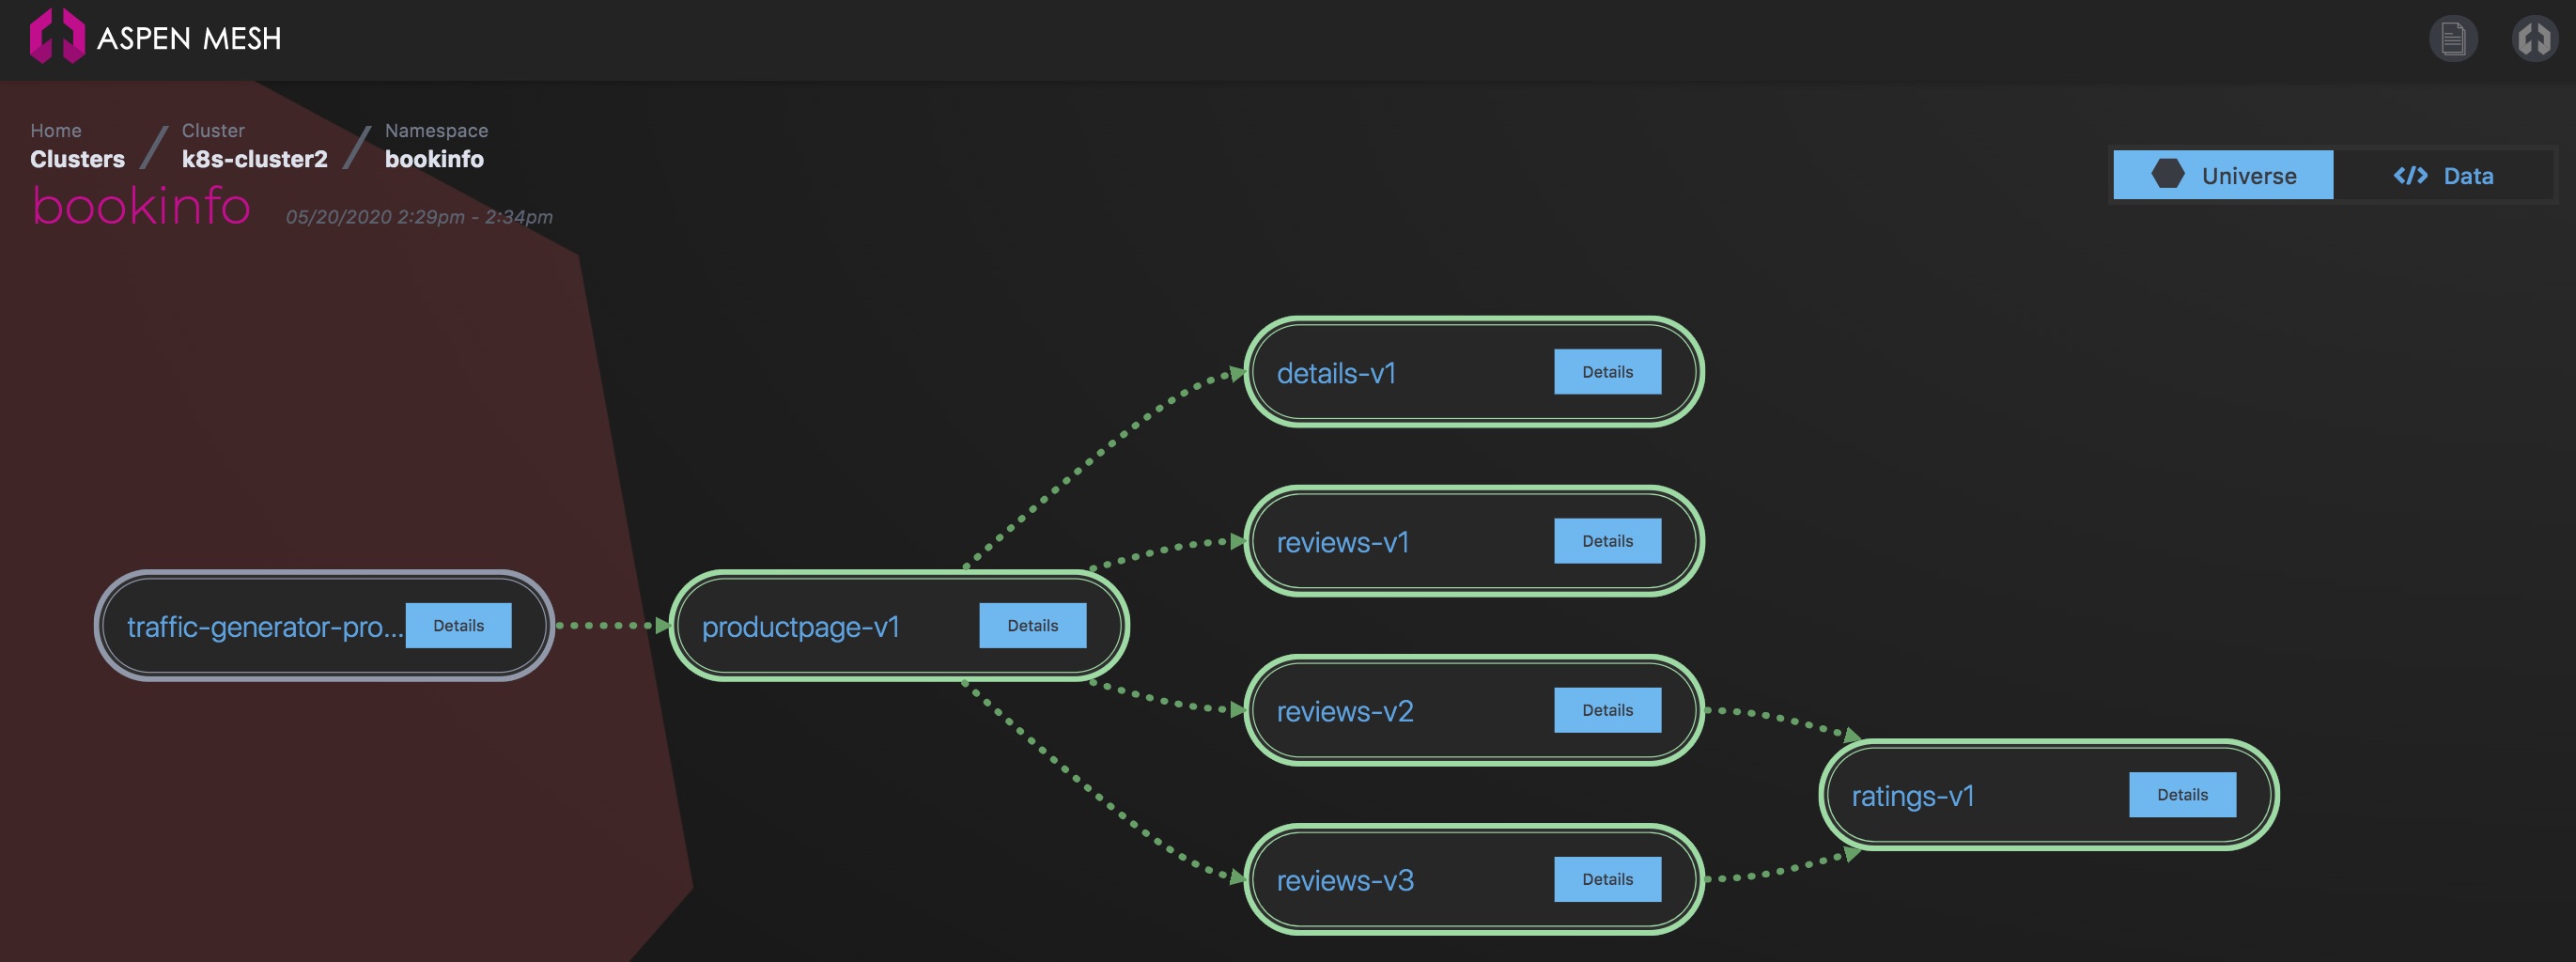 ASPEN MESH
Home / Cluster / Namespace
Clusters k8s-cluster2 bookinfo
bookinfo 05/20/2020 2:29pm - 2:34pm
Universe </> Data
details-v1 Details
reviews-v1 Details
traffic-generator-pro... Details
productpage-v1 Details
reviews-v2 Details
ratings-v1 Details
reviews-v3 Details